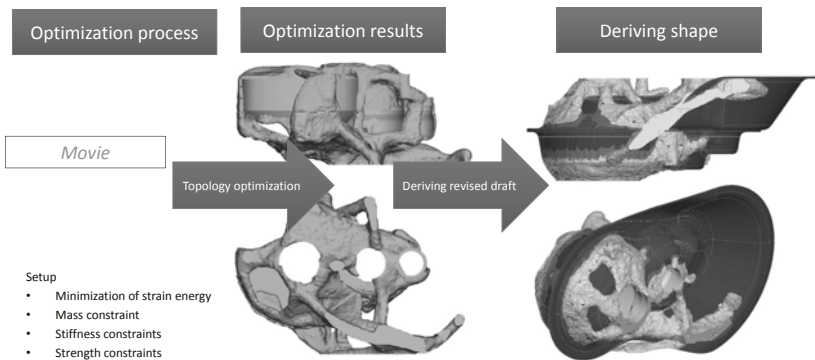 Optimization process
Optimization results
Deriving shape
Movie
Topology optimization
Deriving revised draft
Setup
• Minimization of strain energy
• Mass constraint
• Stiffness constraints
• Strength constraints